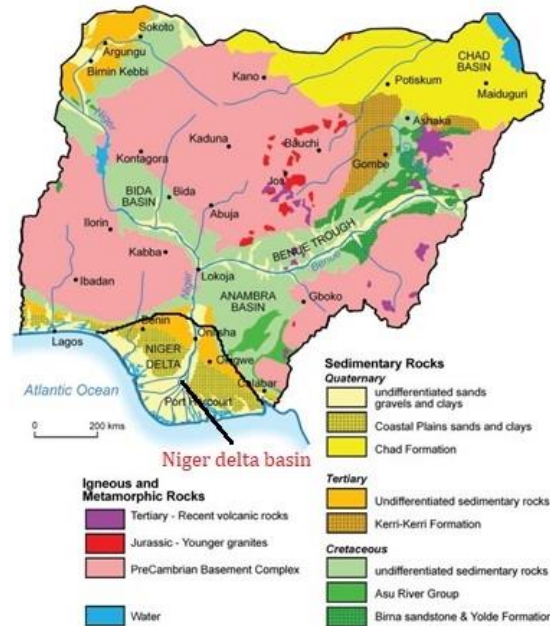 Sokoto
Argungu
Birnin Kebbi
CHAD
BASIN
Kano
Potiskum
Maiduguri
Niger
Ashaka
Kaduna
Bauchi
Kontagora
Gombe
Jos
BIDA
BASIN
Bida
Abuja
Ilorin
BENUE TROUGH
Kabba
Benue
Lokoja
Ibadan
Niger
ANAMBRA
BASIN
Gboko
Benin
Onitsha
Lagos
NIGER
DELTA
Okigwe
Calabar
Atlantic Ocean
Port Harcourt
0 200 kms
Niger delta basin
Igneous and
Metamorphic Rocks
Tertiary - Recent volcanic rocks
Jurassic - Younger granites
PreCambrian Basement Complex
Water
Sedimentary Rocks
Quaternary
undifferentiated sands
gravels and clays
Coastal Plains sands and clays
Chad Formation
Tertiary
Undifferentiated sedimentary rocks
Kerri-Kerri Formation
Cretaceous
undifferentiated sedimentary rocks
Asu River Group
Birna sandstone & Yolde Formation